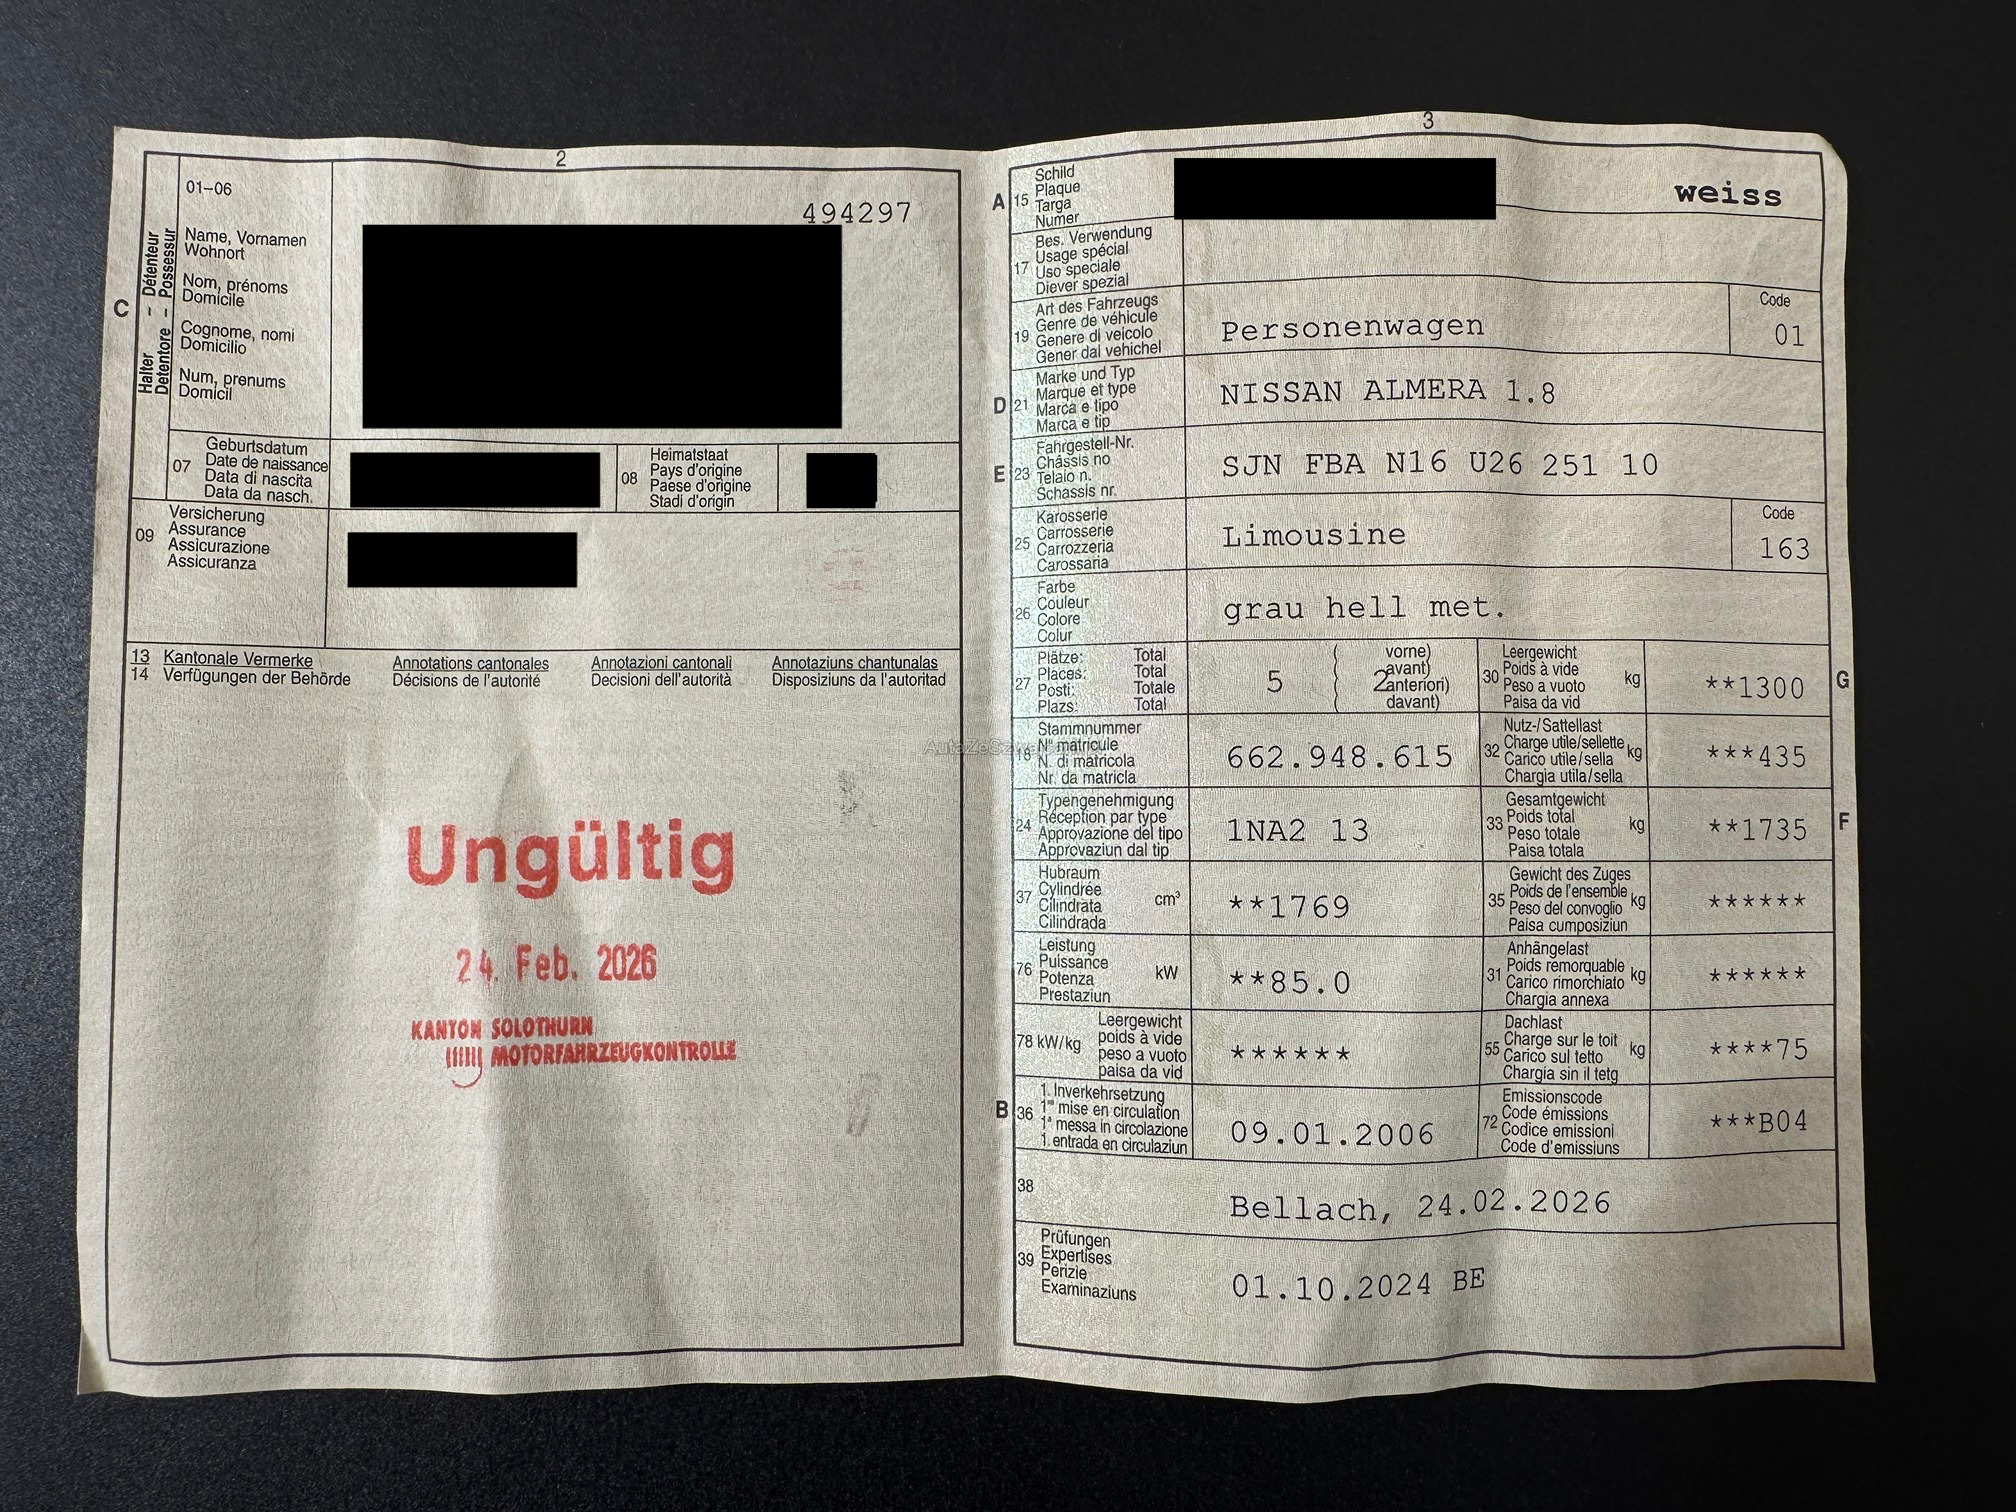 2
01–06
494297
Halter – Détenteur
Detentore – Possessur
C
Name, Vornamen
Wohnort
Nom, prénoms
Domicile
Cognome, nomi
Domicilio
Num, prenums
Domicil
07
Geburtsdatum
Date de naissance
Data di nascita
Data da nasch.
08
Heimatstaat
Pays d'origine
Paese d'origine
Stadi d'origin
09
Versicherung
Assurance
Assicurazione
Assicuranza
13 Kantonale Vermerke Annotations cantonales Annotazioni cantonali Annotaziuns chantunalas
14 Verfügungen der Behörde Décisions de l'autorité Decisioni dell'autorità Disposiziuns da l'autoritad
Ungültig
24. Feb. 2026
KANTON SOLOTHURN
MOTORFAHRZEUGKONTROLLE
3
A 15
Schild
Plaque
Targa
Numer
weiss
17
Bes. Verwendung
Usage spécial
Uso speciale
Diever spezial
19
Art des Fahrzeugs
Genre de véhicule
Genere di veicolo
Gener dal vehichel
Personenwagen
Code
01
D 21
Marke und Typ
Marque et type
Marca e tipo
Marca e tip
NISSAN ALMERA 1.8
E 23
Fahrgestell-Nr.
Châssis no
Telaio n.
Schassis nr.
SJN FBA N16 U26 251 10
25
Karosserie
Carrosserie
Carrozzeria
Carossaria
Limousine
Code
163
26
Farbe
Couleur
Colore
Colur
grau hell met.
27
Plätze: Total
Places: Total
Posti: Totale
Plazs: Total
5
( vorne)
( avant)
( 2 anteriori)
( davant)
30
Leergewicht
Poids à vide
Peso a vuoto
Paisa da vid
kg
**1300
G
18
Stammnummer
N° matricule
N. di matricola
Nr. da matricla
662.948.615
32
Nutz-/Sattellast
Charge utile/sellette
Carico utile/sella
Chargia utila/sella
kg
***435
24
Typengenehmigung
Réception par type
Approvazione del tipo
Approvaziun dal tip
1NA2 13
33
Gesamtgewicht
Poids total
Peso totale
Paisa totala
kg
**1735
F
37
Hubraum
Cylindrée
Cilindrata
Cilindrada
cm³
**1769
35
Gewicht des Zuges
Poids de l'ensemble
Peso del convoglio
Paisa cumposiziun
kg
******
76
Leistung
Puissance
Potenza
Prestaziun
kW
**85.0
31
Anhängelast
Poids remorquable
Carico rimorchiato
Chargia annexa
kg
******
78 kW/kg
Leergewicht
poids à vide
peso a vuoto
paisa da vid
******
55
Dachlast
Charge sur le toit
Carico sul tetto
Chargia sin il tetg
kg
****75
B 36
1. Inverkehrsetzung
1re mise en circulation
1a messa in circolazione
1. entrada en circulaziun
09.01.2006
72
Emissionscode
Code émissions
Codice emissioni
Code d'emissiuns
***B04
38
Bellach, 24.02.2026
39
Prüfungen
Expertises
Perizie
Examinaziuns
01.10.2024 BE